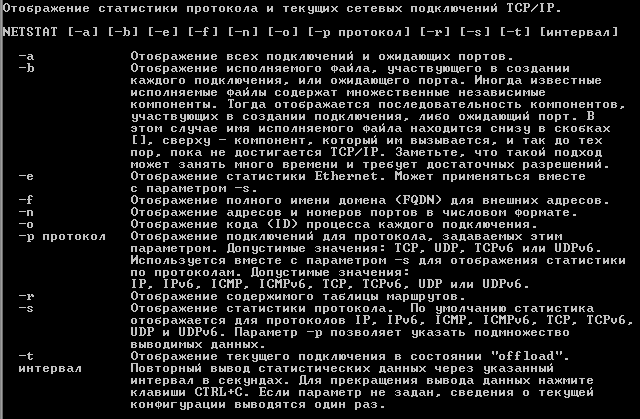 Отображение статистики протокола и текущих сетевых подключений TCP/IP.
NETSTAT [-a] [-b] [-e] [-f] [-n] [-o] [-p протокол] [-r] [-s] [-t] [интервал]
-a Отображение всех подключений и ожидающих портов.
-b Отображение исполняемого файла, участвующего в создании
каждого подключения, или ожидающего порта. Иногда известные
исполняемые файлы содержат множественные независимые
компоненты. Тогда отображается последовательность компонентов,
участвующих в создании подключения, либо ожидающий порт. В
этом случае имя исполняемого файла находится снизу в скобках
[], сверху - компонент, который им вызывается, и так до тех
пор, пока не достигается TCP/IP. Заметьте, что такой подход
может занять много времени и требует достаточных разрешений.
-e Отображение статистики Ethernet. Может применяться вместе
с параметром -s.
-f Отображение полного имени домена (FQDN) для внешних адресов.
-n Отображение адресов и номеров портов в числовом формате.
-o Отображение кода (ID) процесса каждого подключения.
-p протокол Отображение подключений для протокола, задаваемых этим
параметром. Допустимые значения: TCP, UDP, TCPv6 или UDPv6.
Используется вместе с параметром -s для отображения статистики
по протоколам. Допустимые значения:
IP, IPv6, ICMP, ICMPv6, TCP, TCPv6, UDP или UDPv6.
-r Отображение содержимого таблицы маршрутов.
-s Отображение статистики протокола. По умолчанию статистика
отображается для протоколов IP, IPv6, ICMP, ICMPv6, TCP, TCPv6,
UDP и UDPv6. Параметр -p позволяет указать подмножество
выводимых данных.
-t Отображение текущего подключения в состоянии "offload".
интервал Повторный вывод статистических данных через указанный
интервал в секундах. Для прекращения вывода данных нажмите
клавиши CTRL+C. Если параметр не задан, сведения о текущей
конфигурации выводятся один раз.